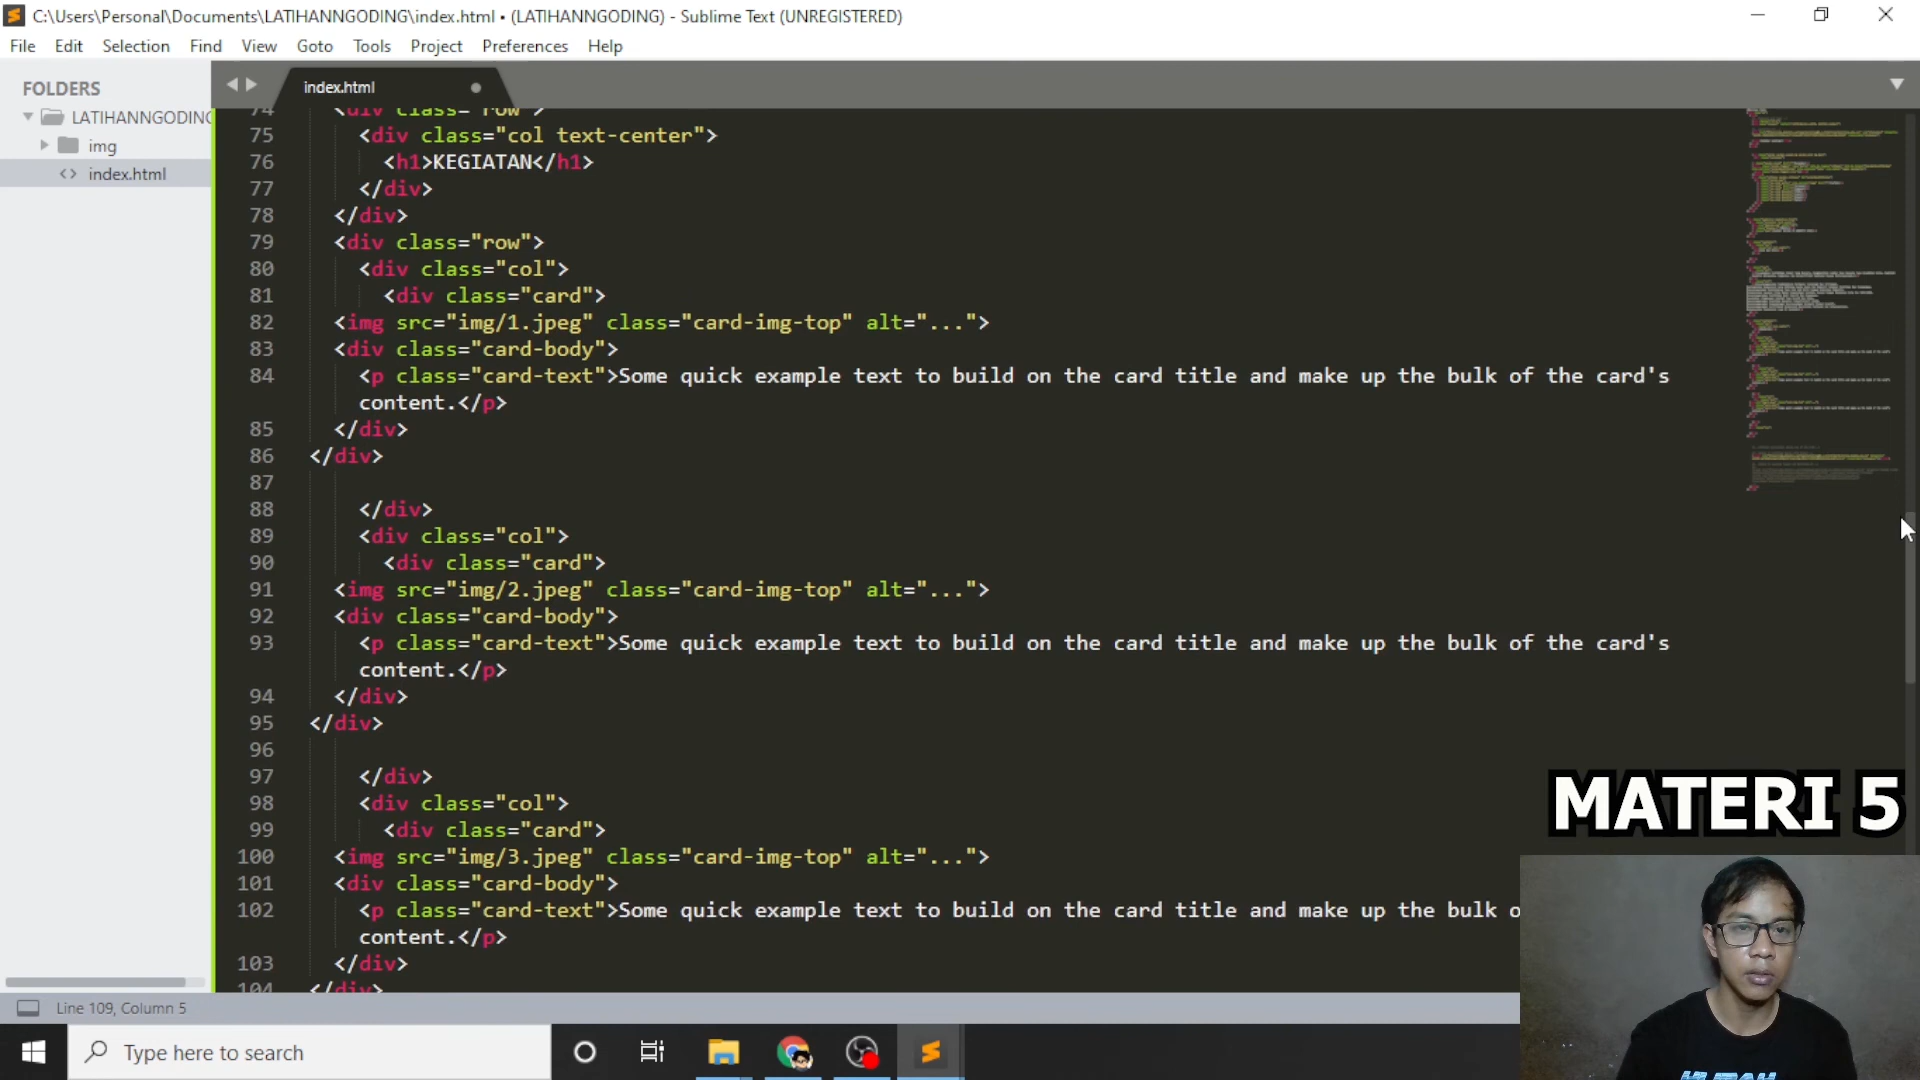 C:\Users\Personal\Documents\LATIHANNGODING\index.html • (LATIHANNGODING) - Sublime Text (UNREGISTERED)
File Edit Selection Find View Goto Tools Project Preferences Help
FOLDERS
LATIHANNGODING
img
index.html
index.html
74 <div class="row">
75 <div class="col text-center">
76 <h1>KEGIATAN</h1>
77 </div>
78 </div>
79 <div class="row">
80 <div class="col">
81 <div class="card">
82 <img src="img/1.jpeg" class="card-img-top" alt="...">
83 <div class="card-body">
84 <p class="card-text">Some quick example text to build on the card title and make up the bulk of the card's
content.</p>
85 </div>
86 </div>
87
88 </div>
89 <div class="col">
90 <div class="card">
91 <img src="img/2.jpeg" class="card-img-top" alt="...">
92 <div class="card-body">
93 <p class="card-text">Some quick example text to build on the card title and make up the bulk of the card's
content.</p>
94 </div>
95 </div>
96
97 </div>
98 <div class="col">
99 <div class="card">
100 <img src="img/3.jpeg" class="card-img-top" alt="...">
101 <div class="card-body">
102 <p class="card-text">Some quick example text to build on the card title and make up the bulk o
content.</p>
103 </div>
104 </div>
MATERI 5
Line 109, Column 5
Type here to search